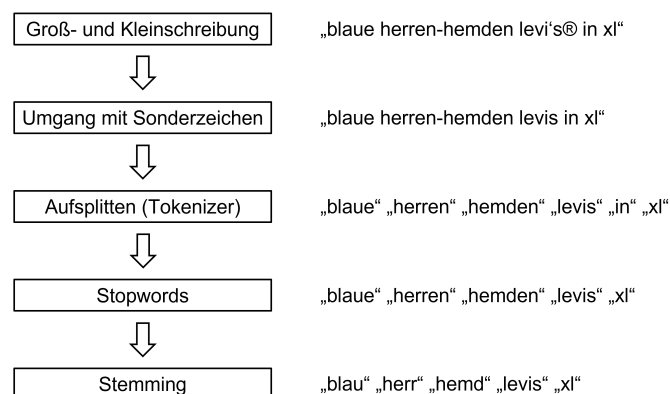 Groß- und Kleinschreibung „blaue herren-hemden levi‘s® in xl“
Umgang mit Sonderzeichen „blaue herren-hemden levis in xl“
Aufsplitten (Tokenizer) „blaue“ „herren“ „hemden“ „levis“ „in“ „xl“
Stopwords „blaue“ „herren“ „hemden“ „levis“ „xl“
Stemming „blau“ „herr“ „hemd“ „levis“ „xl“